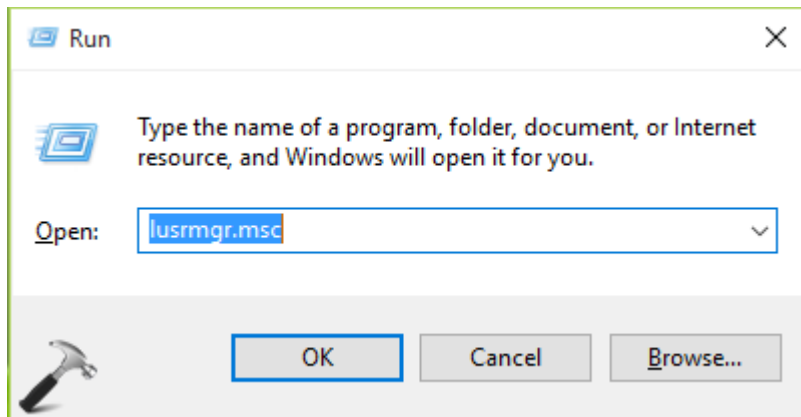 Run
Type the name of a program, folder, document, or Internet
resource, and Windows will open it for you.
Open: lusrmgr.msc
OK Cancel Browse...